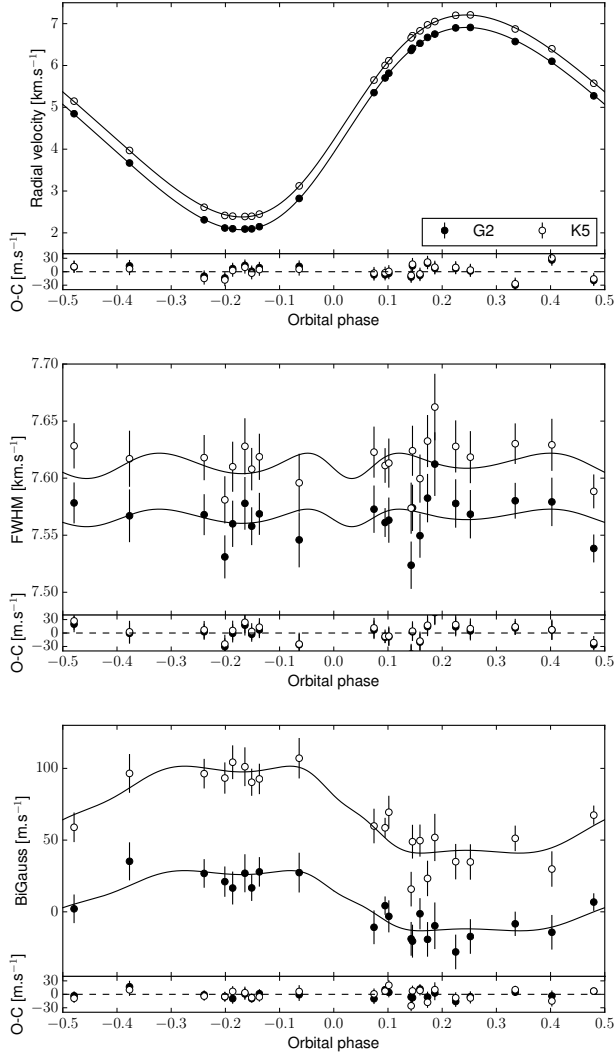 7
6
5
4
3
2
Radial velocity [km.s⁻¹]
G2 K5
30
0
−30
O-C [m.s⁻¹]
−0.5 −0.4 −0.3 −0.2 −0.1 0.0 0.1 0.2 0.3 0.4 0.5
Orbital phase
7.70
7.65
7.60
7.55
7.50
FWHM [km.s⁻¹]
30
0
−30
O-C [m.s⁻¹]
−0.5 −0.4 −0.3 −0.2 −0.1 0.0 0.1 0.2 0.3 0.4 0.5
Orbital phase
100
50
0
BiGauss [m.s⁻¹]
30
0
−30
O-C [m.s⁻¹]
−0.5 −0.4 −0.3 −0.2 −0.1 0.0 0.1 0.2 0.3 0.4 0.5
Orbital phase